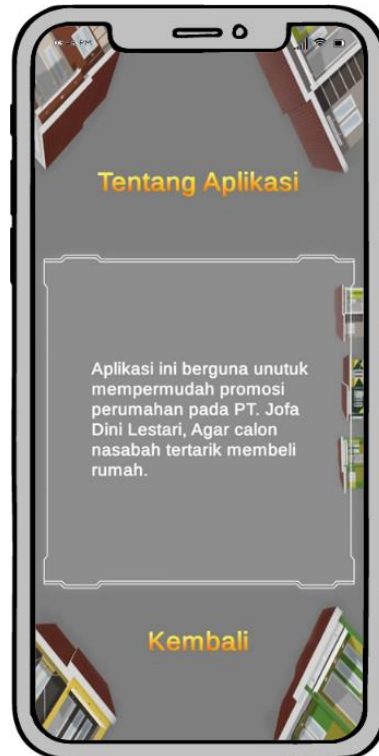 Tentang Aplikasi
Aplikasi ini berguna unutuk
mempermudah promosi
perumahan pada PT. Jofa
Dini Lestari, Agar calon
nasabah tertarik membeli
rumah.
Kembali